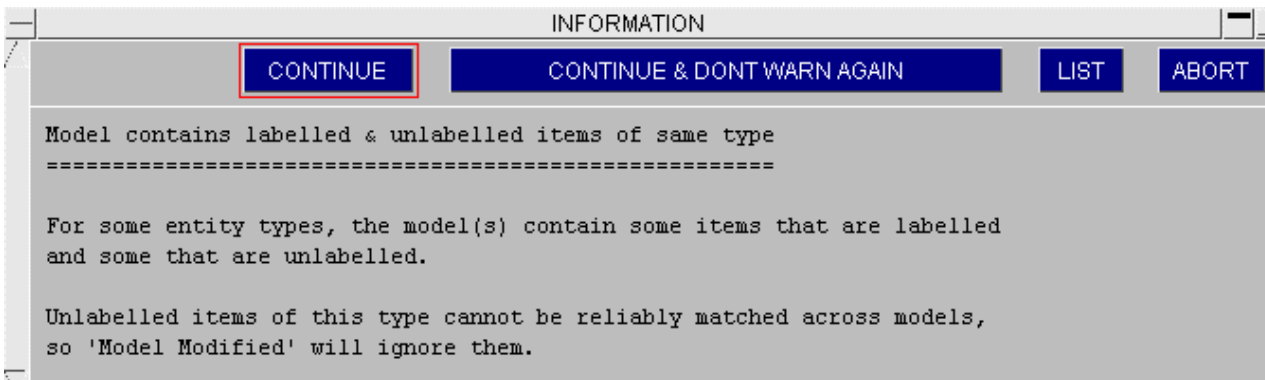 INFORMATION
CONTINUE CONTINUE & DONT WARN AGAIN LIST ABORT
Model contains labelled & unlabelled items of same type
=======================================================
For some entity types, the model(s) contain some items that are labelled
and some that are unlabelled.
Unlabelled items of this type cannot be reliably matched across models,
so 'Model Modified' will ignore them.